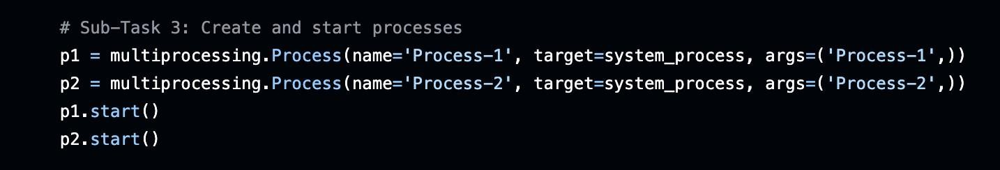 # Sub-Task 3: Create and start processes
p1 = multiprocessing.Process(name='Process-1', target=system_process, args=('Process-1',))
p2 = multiprocessing.Process(name='Process-2', target=system_process, args=('Process-2',))
p1.start()
p2.start()